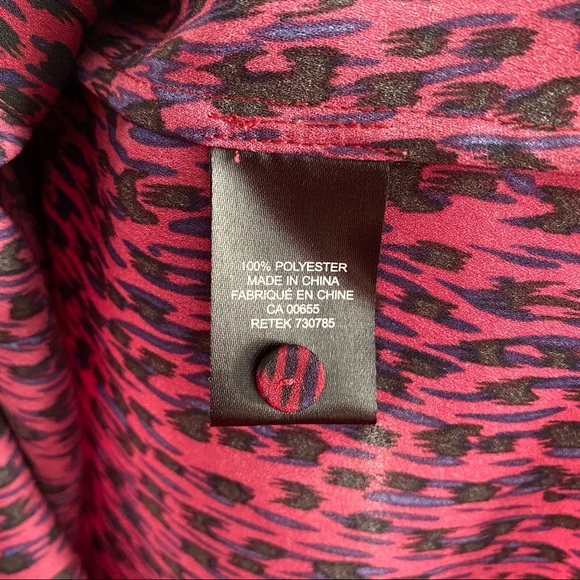 100% POLYESTER
MADE IN CHINA
FABRIQUÉ EN CHINE
CA 00655
RETEK 730785